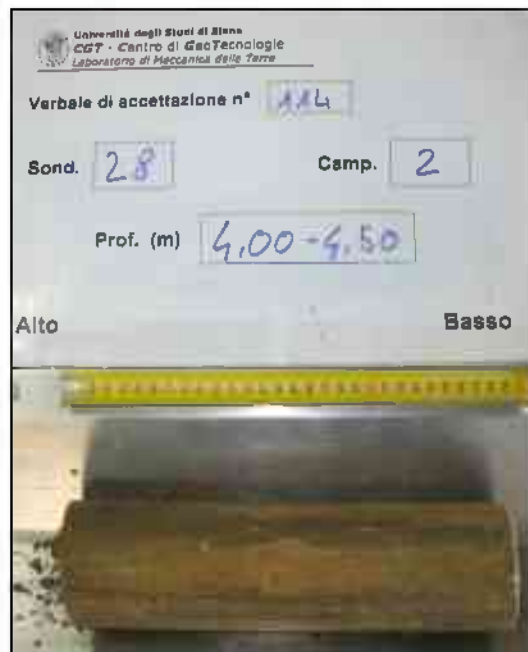 Università degli Studi di Siena
CGT - Centro di GeoTecnologie
Laboratorio di Meccanica delle Terre
Verbale di accettazione n° 114
Sond. 28 Camp. 2
Prof. (m) 4,00-4,50
Alto Basso